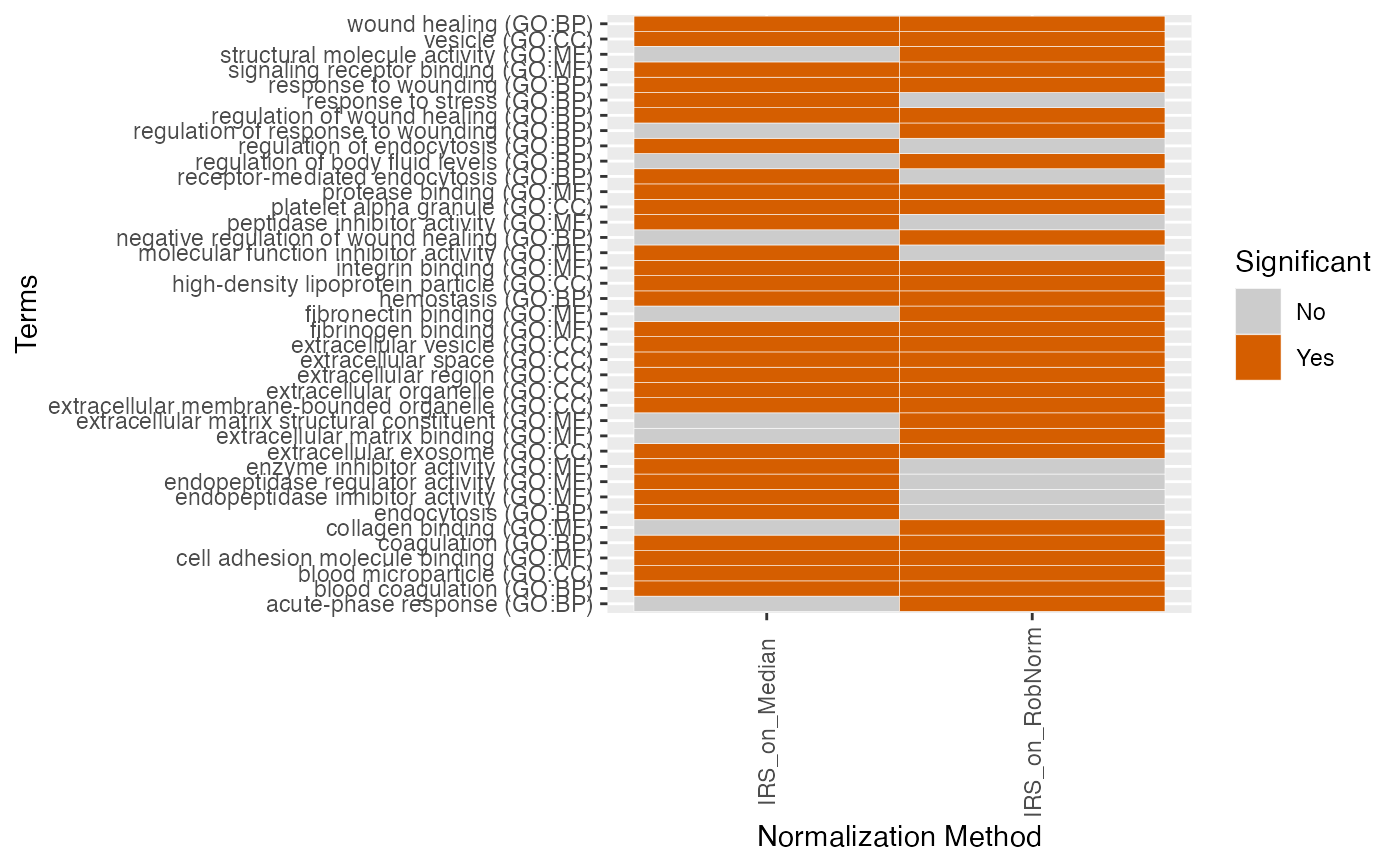 wound healing (GO:BP)
vesicle (GO:CC)
structural molecule activity (GO:MF)
signaling receptor binding (GO:MF)
response to wounding (GO:BP)
response to stress (GO:BP)
regulation of wound healing (GO:BP)
regulation of response to wounding (GO:BP)
regulation of endocytosis (GO:BP)
regulation of body fluid levels (GO:BP)
receptor-mediated endocytosis (GO:BP)
protease binding (GO:MF)
platelet alpha granule (GO:CC)
peptidase inhibitor activity (GO:MF)
negative regulation of wound healing (GO:BP)
molecular function inhibitor activity (GO:MF)
integrin binding (GO:MF)
high-density lipoprotein particle (GO:CC)
hemostasis (GO:BP)
fibronectin binding (GO:MF)
fibrinogen binding (GO:MF)
extracellular vesicle (GO:CC)
extracellular space (GO:CC)
extracellular region (GO:CC)
extracellular organelle (GO:CC)
extracellular membrane-bounded organelle (GO:CC)
extracellular matrix structural constituent (GO:MF)
extracellular matrix binding (GO:MF)
extracellular exosome (GO:CC)
enzyme inhibitor activity (GO:MF)
endopeptidase regulator activity (GO:MF)
endopeptidase inhibitor activity (GO:MF)
endocytosis (GO:BP)
collagen binding (GO:MF)
coagulation (GO:BP)
cell adhesion molecule binding (GO:MF)
blood microparticle (GO:CC)
blood coagulation (GO:BP)
acute-phase response (GO:BP)
Terms
IRS_on_Median
IRS_on_RobNorm
Normalization Method
Significant
No
Yes